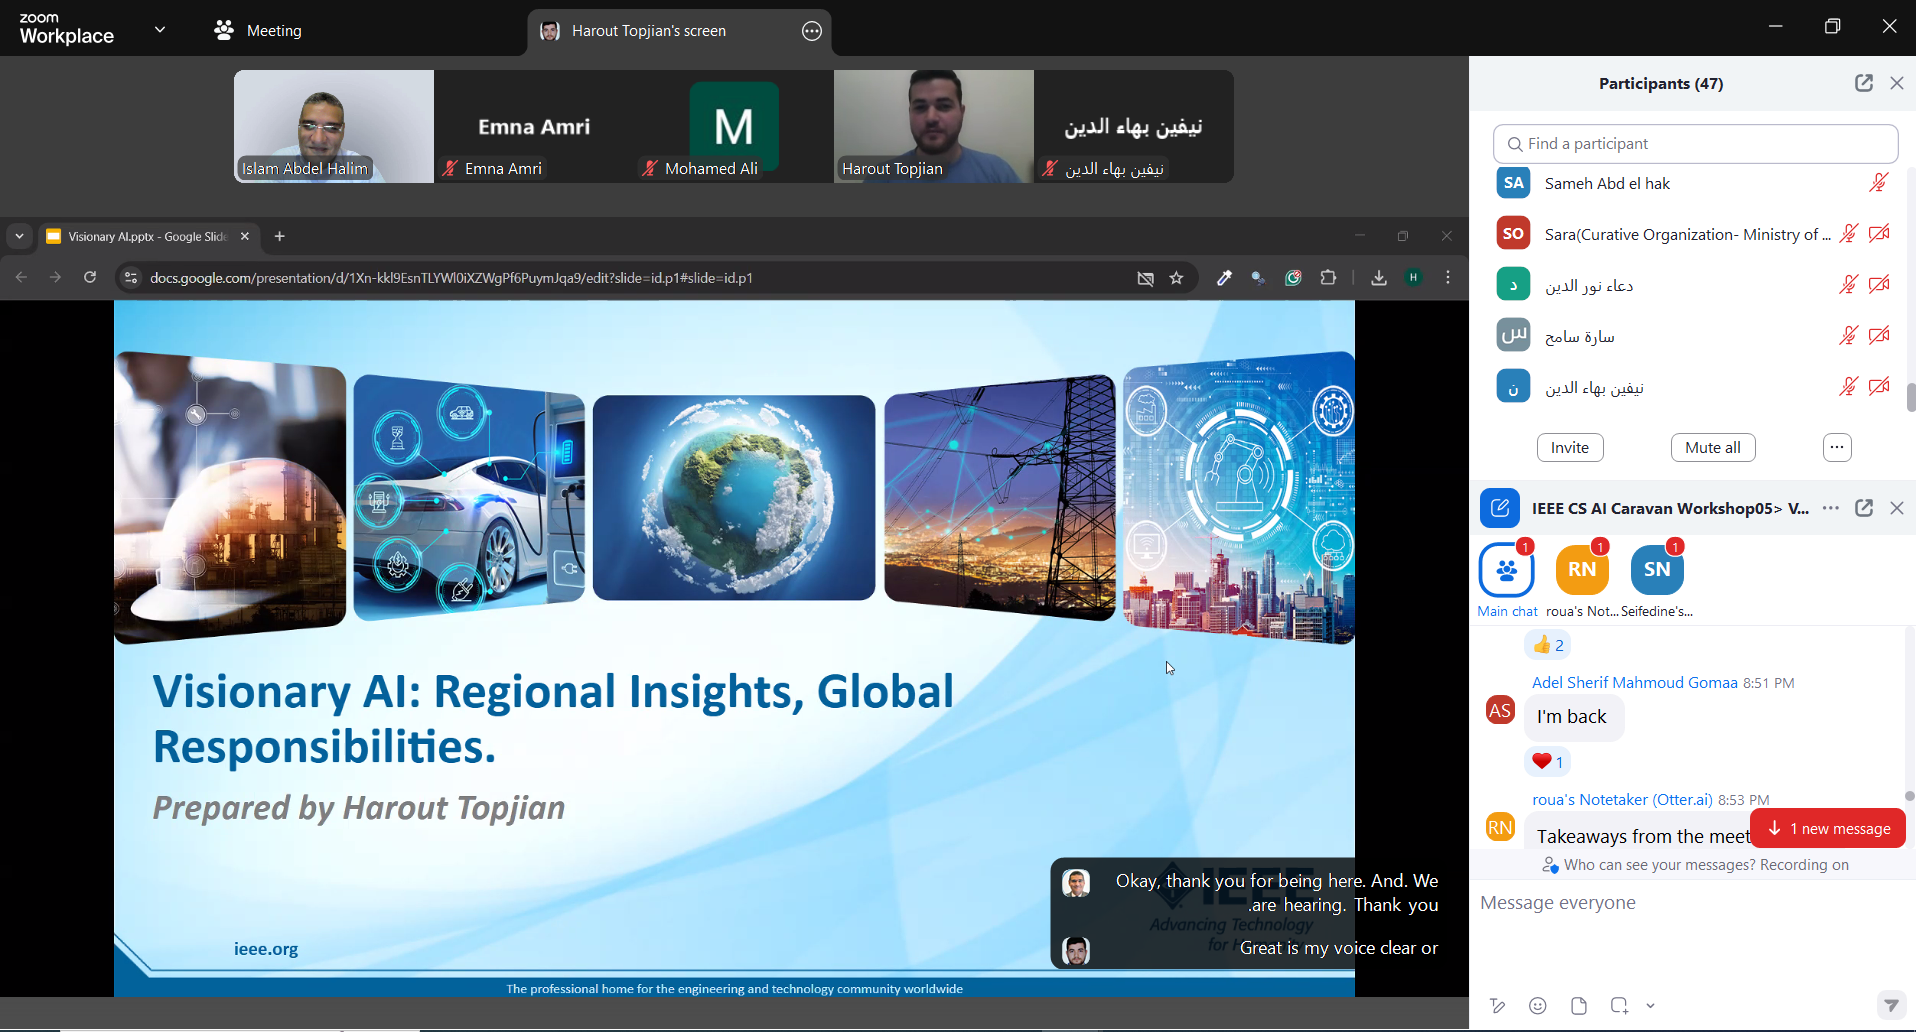 zoom
Workplace
Meeting
Harout Topjian's screen
Islam Abdel Halim
Emna Amri
Emna Amri
M
Mohamed Ali
Harout Topjian
نيفين بهاء الدين
نيفين بهاء الدين
Visionary AI.pptx - Google Slide
docs.google.com/presentation/d/1Xn-kkl9EsnTLYWl0iXZWgPf6PuymJqa9/edit?slide=id.p1#slide=id.p1
H
Visionary AI: Regional Insights, Global
Responsibilities.
Prepared by Harout Topjian
ieee.org
IEEE
Advancing Technology
The professional home for the engineering and technology community worldwide
Okay, thank you for being here. And. We
.are hearing. Thank you
Great is my voice clear or
Participants (47)
Find a participant
SA
Sameh Abd el hak
SO
Sara(Curative Organization- Ministry of ...
د
دعاء نور الدين
س
سارة سامح
ن
نيفين بهاء الدين
Invite
Mute all
IEEE CS AI Caravan Workshop05> V...
1
RN 1
SN 1
Main chat
roua's Not...
Seifedine's...
2
Adel Sherif Mahmoud Gomaa 8:51 PM
AS
I'm back
1
roua's Notetaker (Otter.ai) 8:53 PM
RN
Takeaways from the meet
1 new message
Who can see your messages? Recording on
Message everyone